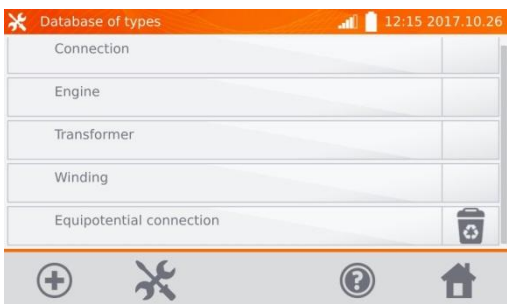 Database of types 12:15 2017.10.26
Connection
Engine
Transformer
Winding
Equipotential connection